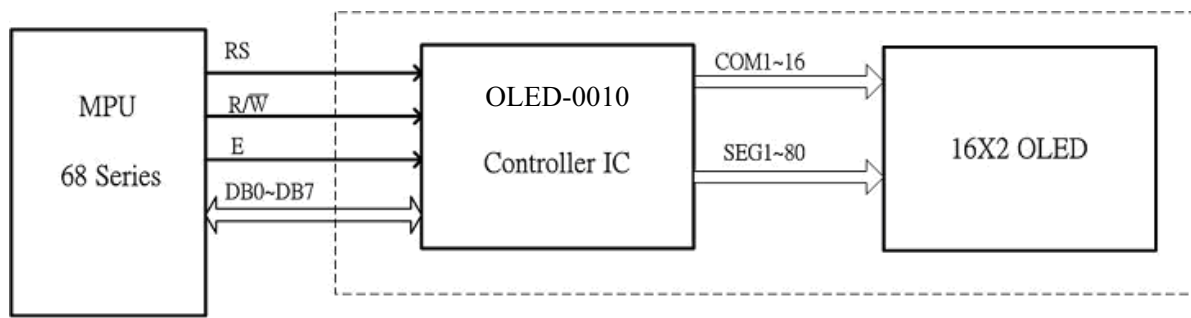 MPU
68 Series
RS
R/W̅
E
DB0~DB7
OLED-0010
Controller IC
COM1~16
SEG1~80
16X2 OLED